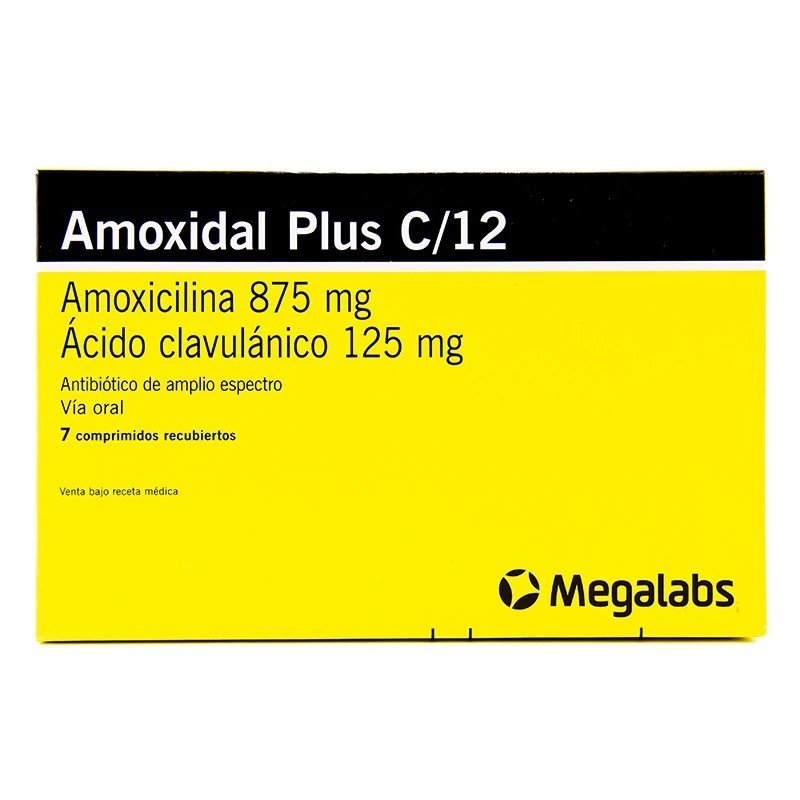 Amoxidal Plus C/12
Amoxicilina 875 mg
Ácido clavulánico 125 mg
Antibiótico de amplio espectro
Vía oral
7 comprimidos recubiertos
Venta bajo receta médica
Megalabs